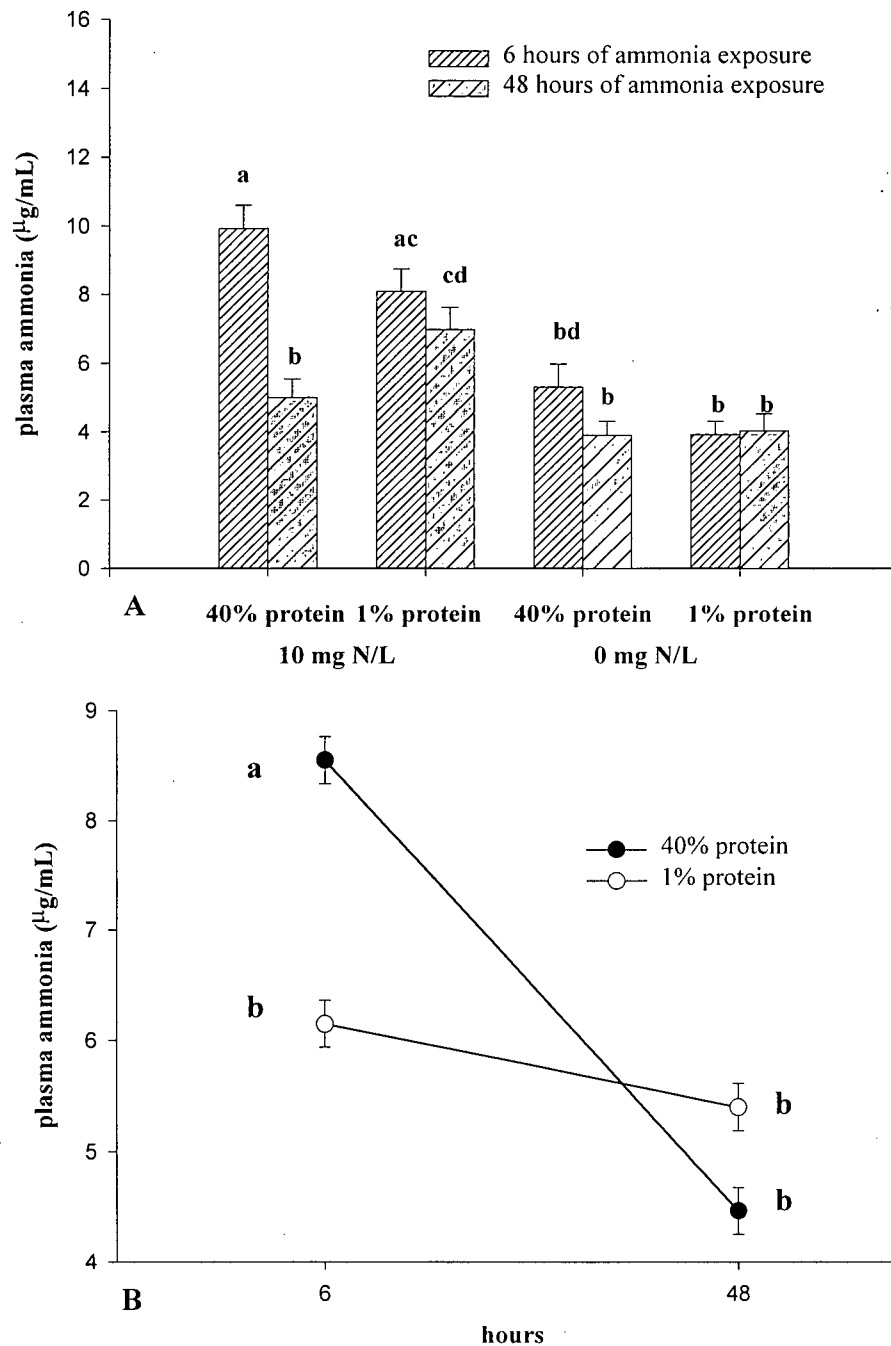 16
14
12
10
8
6
4
2
0
plasma ammonia (µg/mL)
6 hours of ammonia exposure
48 hours of ammonia exposure
a
b
ac
cd
bd
b
b b
A
40% protein 1% protein 40% protein 1% protein
10 mg N/L 0 mg N/L
9
8
7
6
5
4
plasma ammonia (µg/mL)
a
b
40% protein
1% protein
b
b
6 48
B
hours